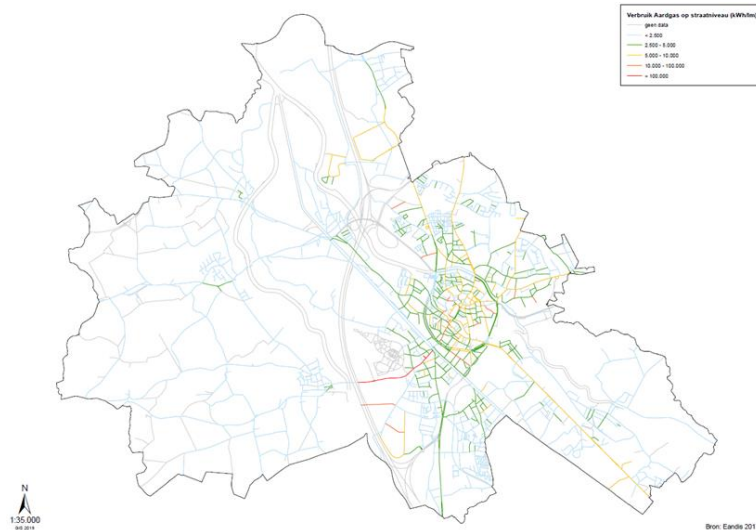 Verbruik Aardgas op straatniveau (kWh/lm)
geen data
< 2.500
2.500 - 5.000
5.000 - 10.000
10.000 - 100.000
> 100.000
N
1:35.000
Bron: Eandis 201